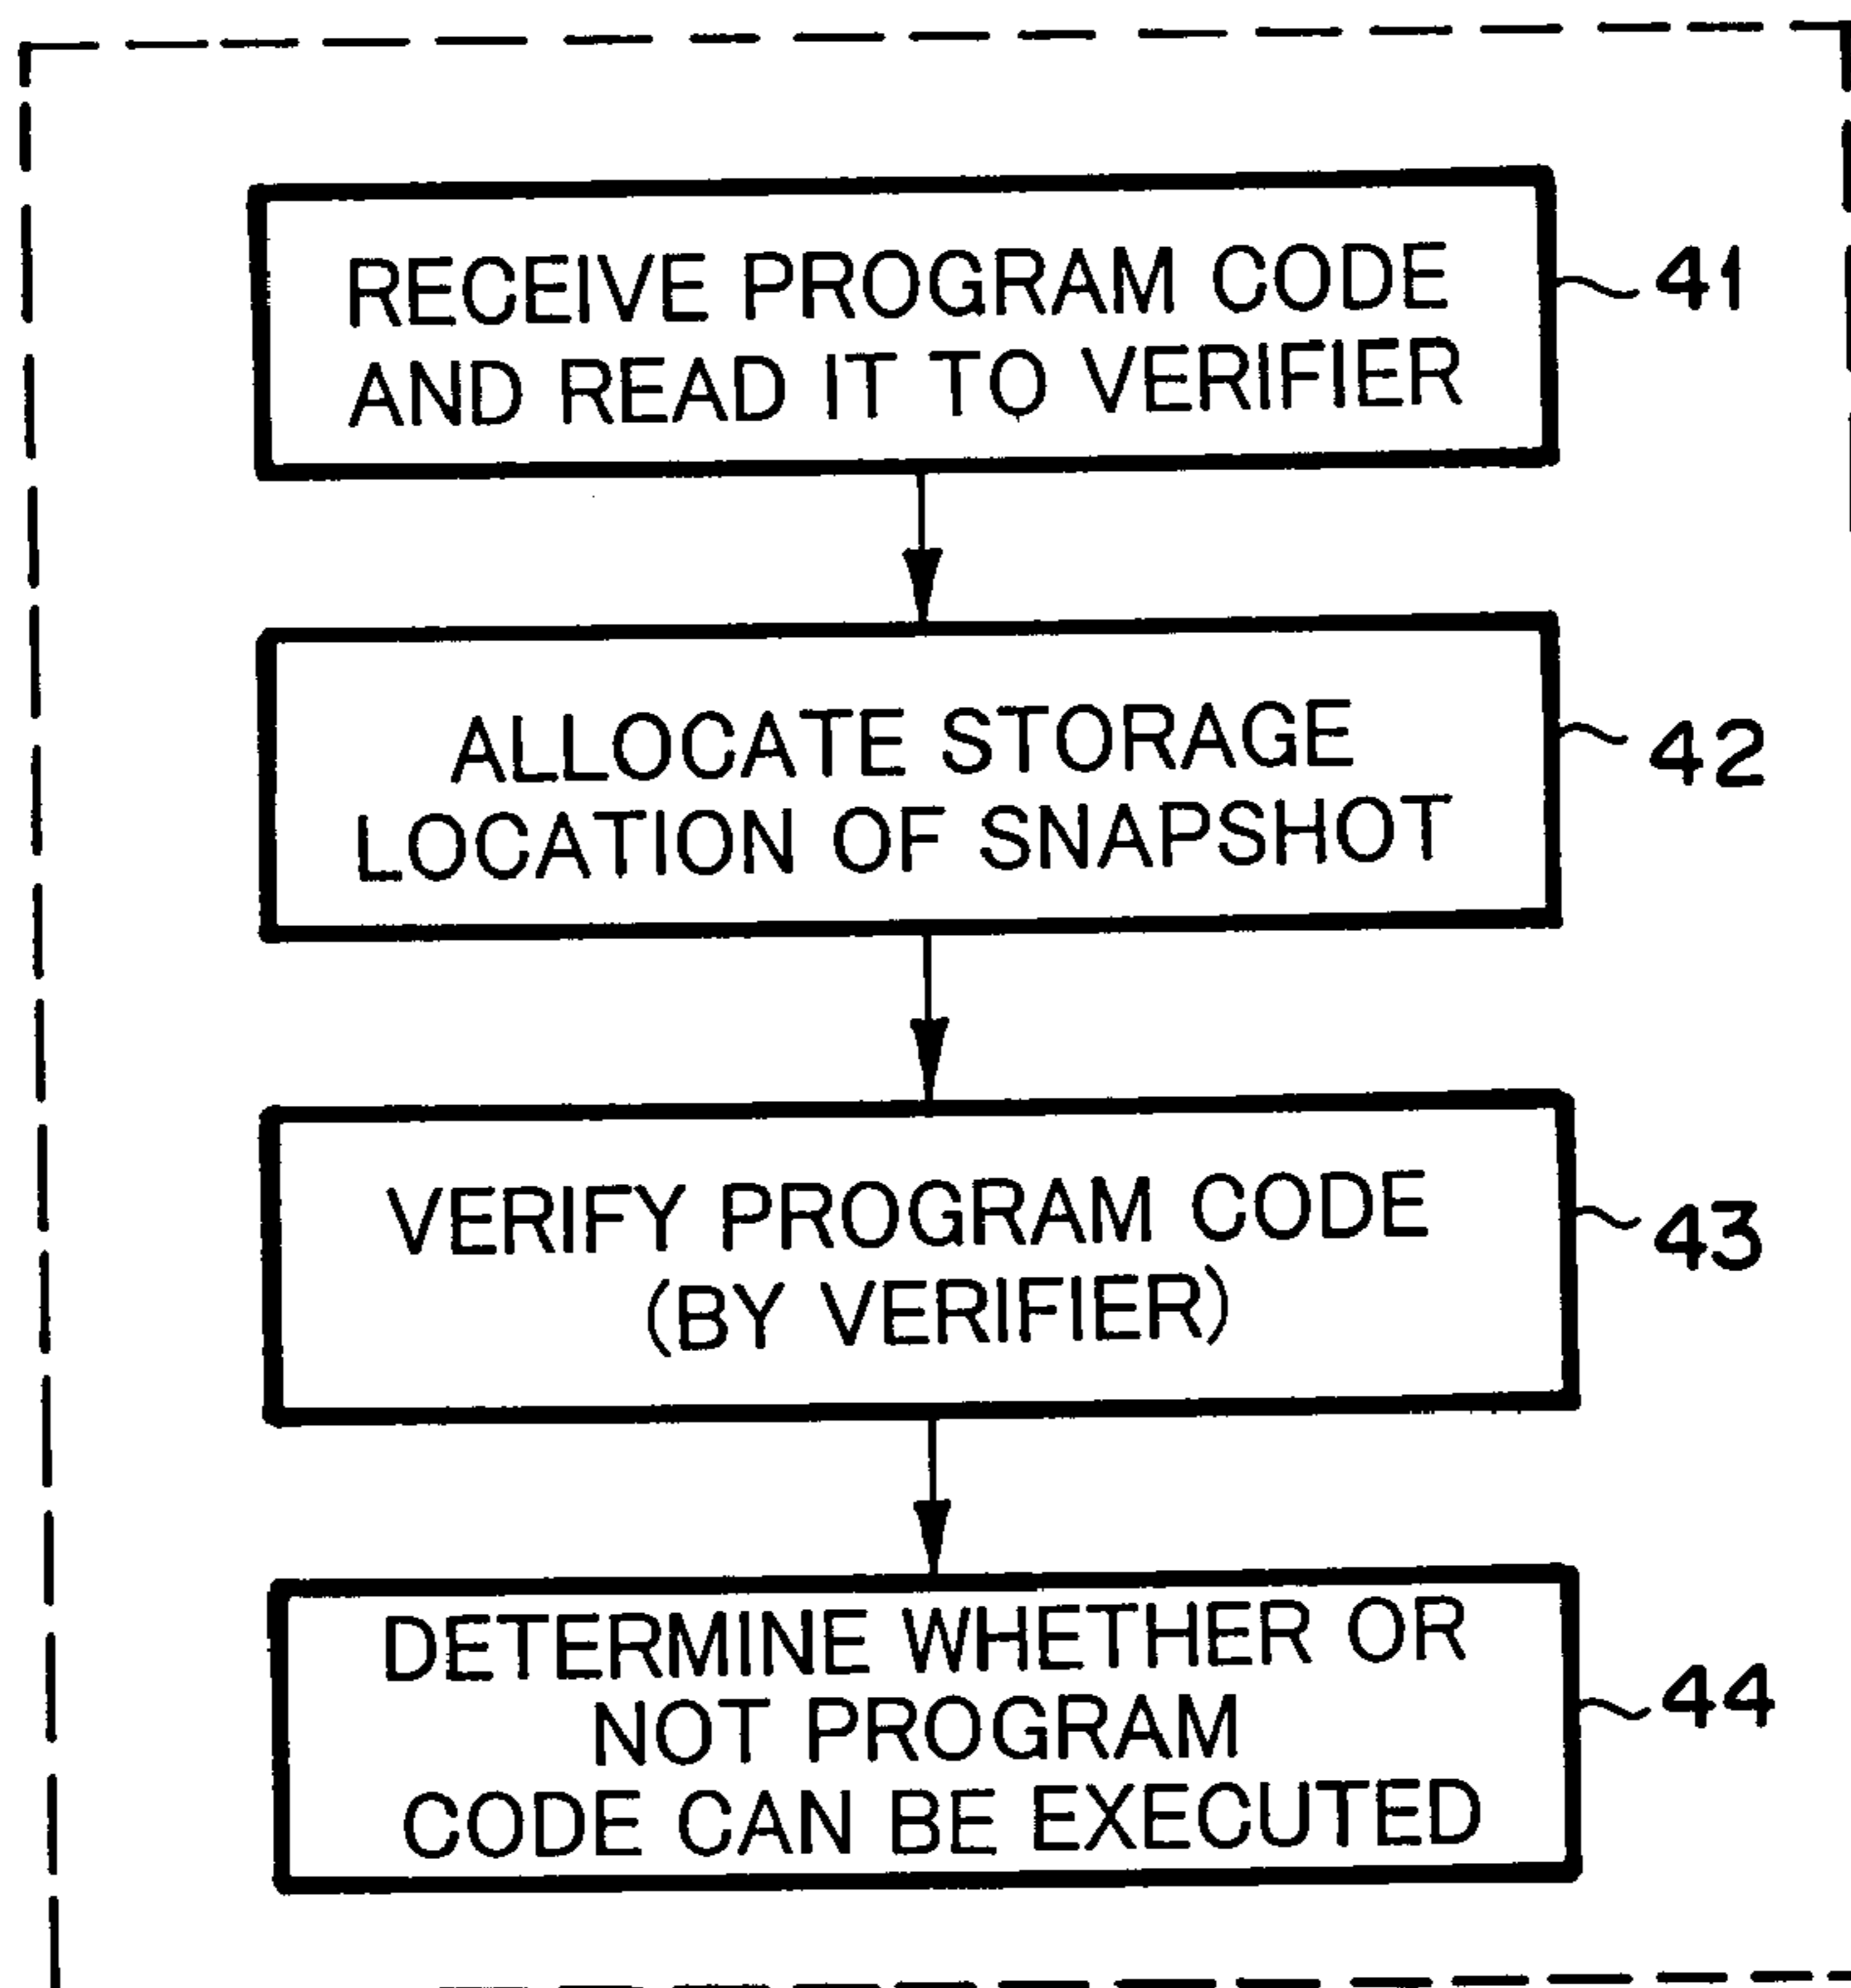 RECEIVE PROGRAM CODE
AND READ IT TO VERIFIER
41
ALLOCATE STORAGE
LOCATION OF SNAPSHOT
42
VERIFY PROGRAM CODE
(BY VERIFIER)
43
DETERMINE WHETHER OR
NOT PROGRAM
CODE CAN BE EXECUTED
44